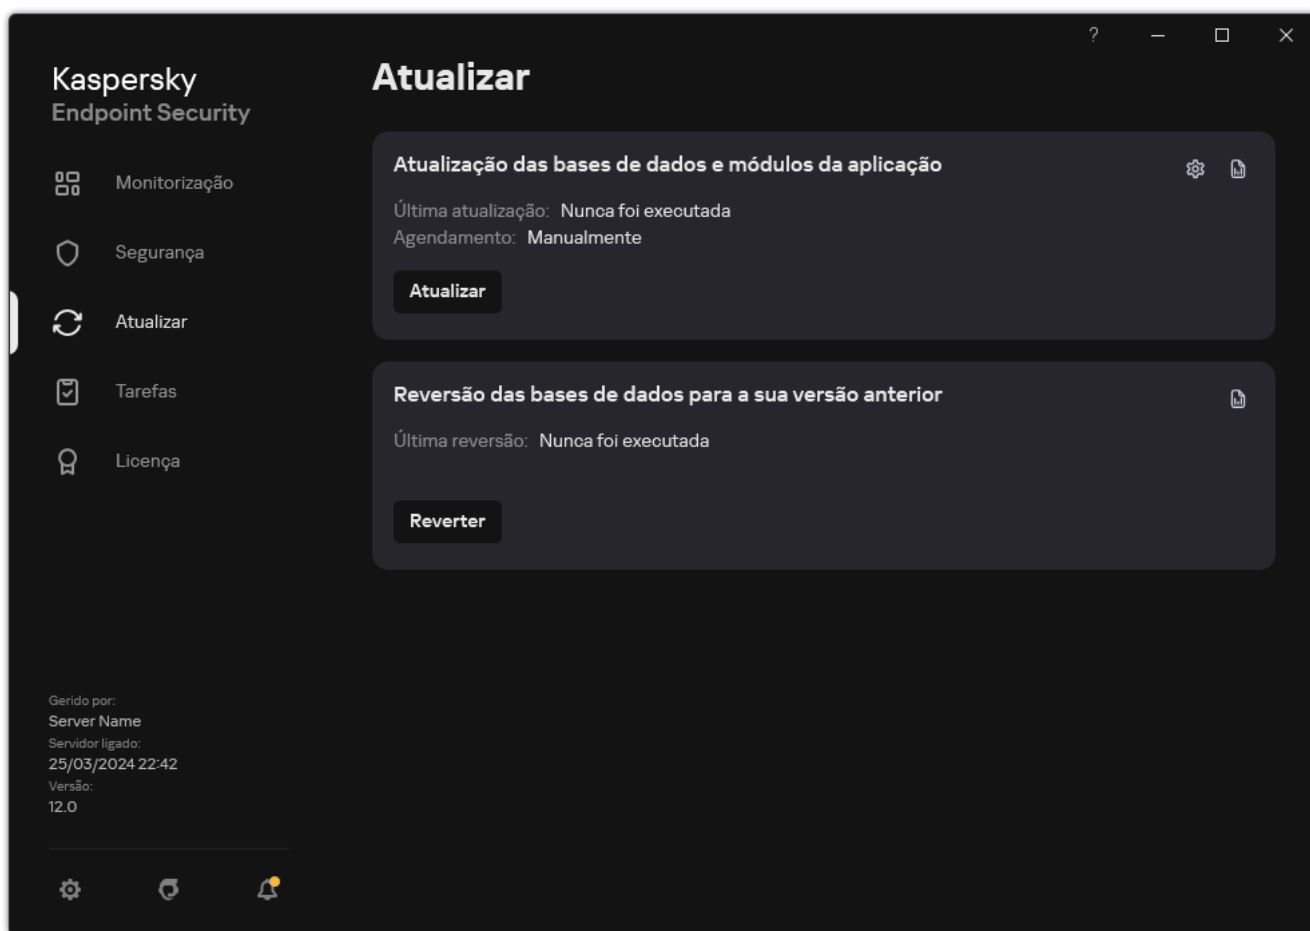 ?
Kaspersky
Endpoint Security
Monitorização
Segurança
Atualizar
Tarefas
Licença
Gerido por:
Server Name
Servidor ligado:
25/03/2024 22:42
Versão:
12.0
Atualizar
Atualização das bases de dados e módulos da aplicação
Última atualização: Nunca foi executada
Agendamento: Manualmente
Atualizar
Reversão das bases de dados para a sua versão anterior
Última reversão: Nunca foi executada
Reverter